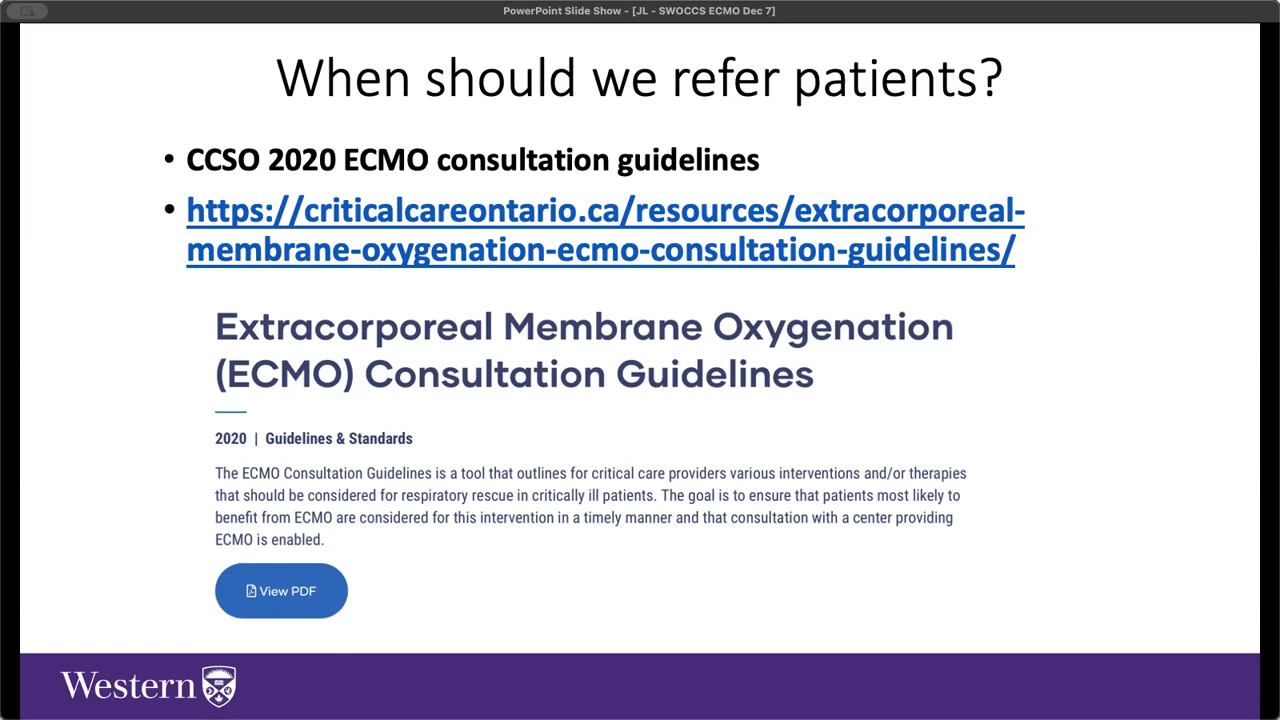 PowerPoint Slide Show - [JL - SWOCCS ECMO Dec 7]
When should we refer patients?
• CCSO 2020 ECMO consultation guidelines
• https://criticalcareontario.ca/resources/extracorporeal-
membrane-oxygenation-ecmo-consultation-guidelines/
Extracorporeal Membrane Oxygenation
(ECMO) Consultation Guidelines
2020 | Guidelines & Standards
The ECMO Consultation Guidelines is a tool that outlines for critical care providers various interventions and/or therapies
that should be considered for respiratory rescue in critically ill patients. The goal is to ensure that patients most likely to
benefit from ECMO are considered for this intervention in a timely manner and that consultation with a center providing
ECMO is enabled.
View PDF
Western